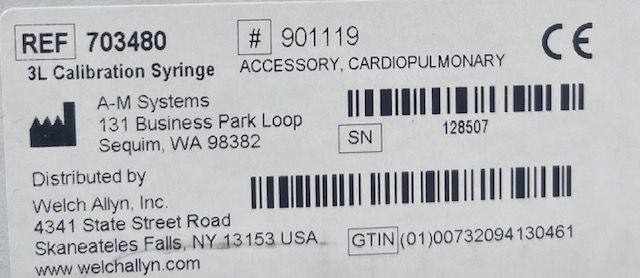 REF 703480
3L Calibration Syringe
# 901119
ACCESSORY, CARDIOPULMONARY
CE
A-M Systems
131 Business Park Loop
Sequim, WA 98382
SN 128507
Distributed by
Welch Allyn, Inc.
4341 State Street Road
Skaneateles Falls, NY 13153 USA
www.welchallyn.com
GTIN (01)00732094130461